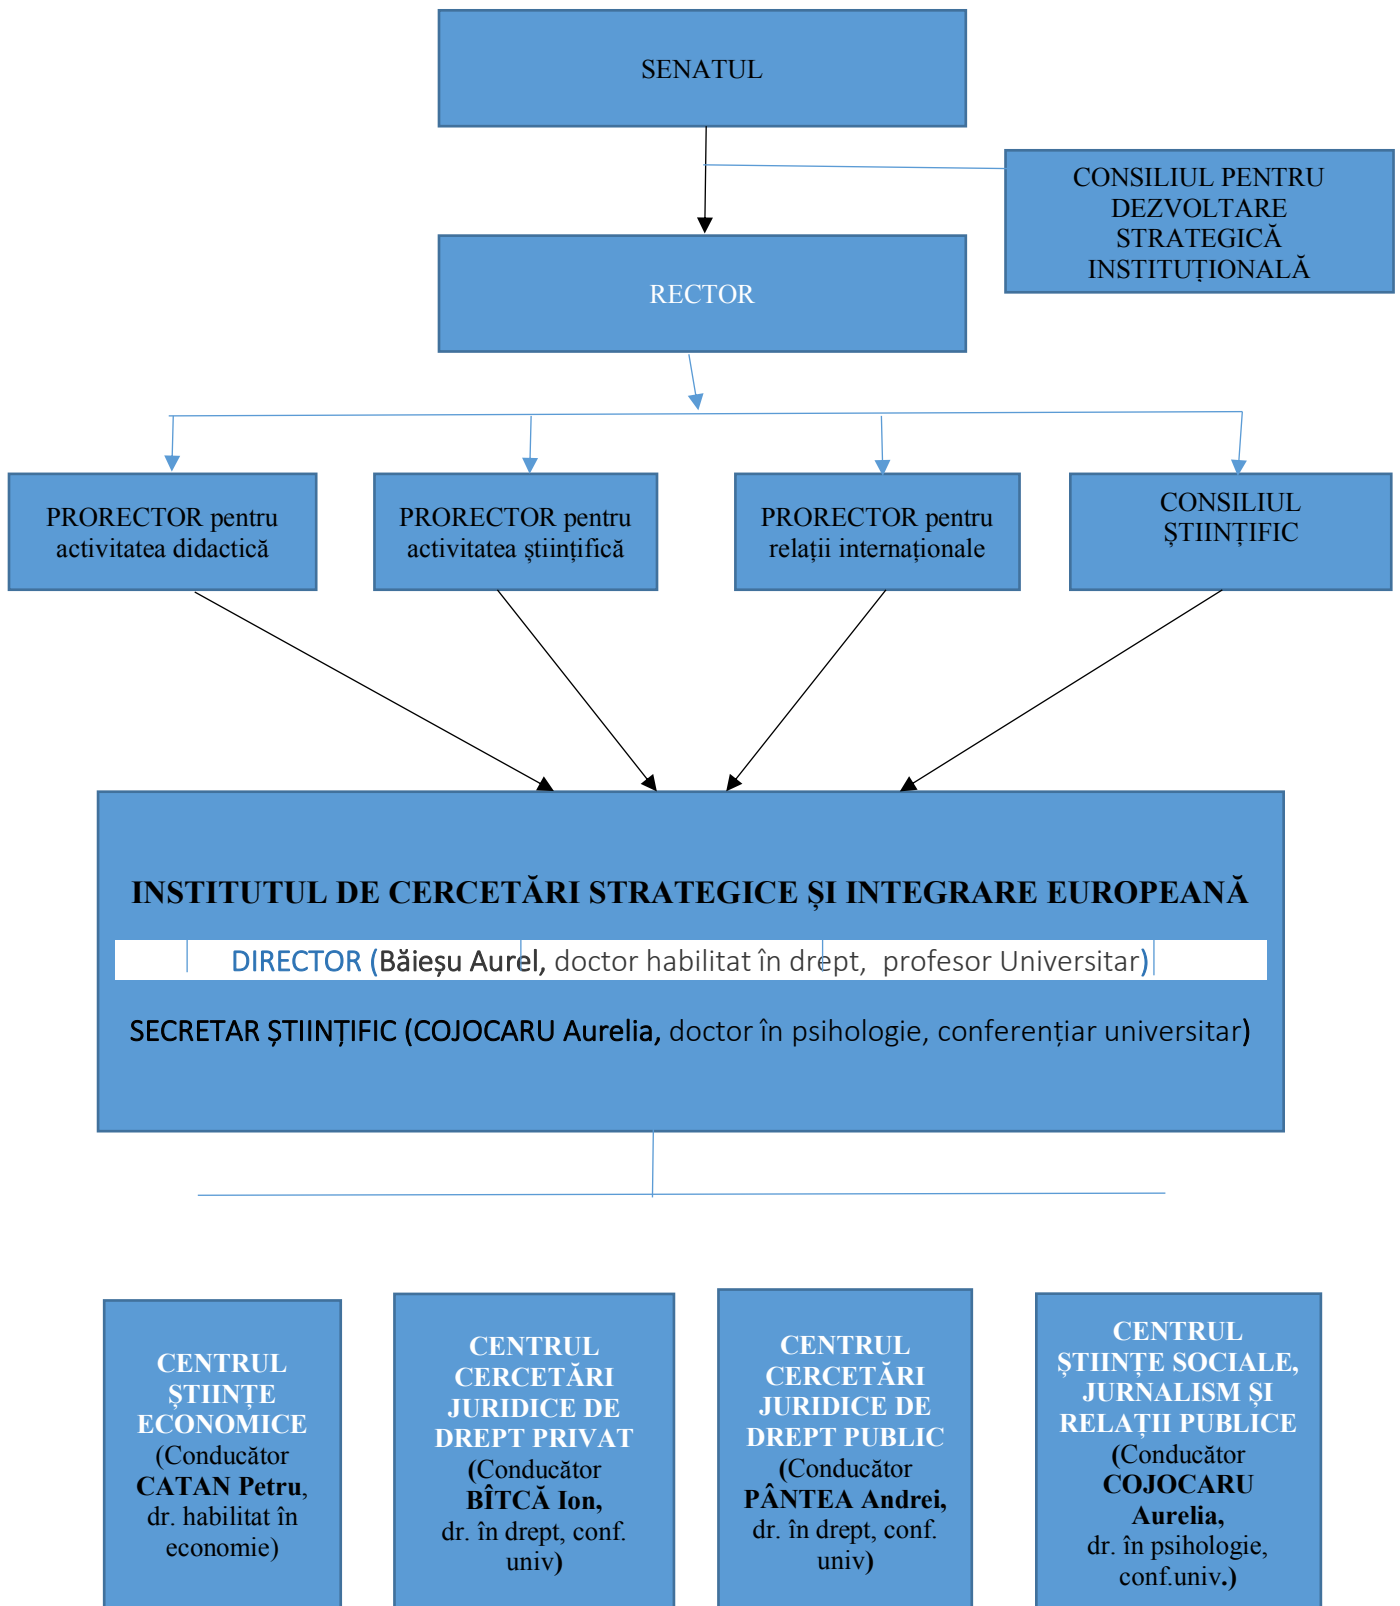 SENATUL
CONSILIUL PENTRU
DEZVOLTARE
STRATEGICĂ
INSTITUȚIONALĂ
RECTOR
PRORECTOR pentru
activitatea didactică
PRORECTOR pentru
activitatea științifică
PRORECTOR pentru
relații internaționale
CONSILIUL
ȘTIINȚIFIC
INSTITUTUL DE CERCETĂRI STRATEGICE ȘI INTEGRARE EUROPEANĂ
DIRECTOR (Băieșu Aurel, doctor habilitat în drept, profesor Universitar)
SECRETAR ȘTIINȚIFIC (COJOCARU Aurelia, doctor în psihologie, conferențiar universitar)
CENTRUL
ȘTIINȚE
ECONOMICE
(Conducător
CATAN Petru,
dr. habilitat în
economie)
CENTRUL
CERCETĂRI
JURIDICE DE
DREPT PRIVAT
(Conducător
BÎTCĂ Ion,
dr. în drept, conf.
univ)
CENTRUL
CERCETĂRI
JURIDICE DE
DREPT PUBLIC
(Conducător
PÂNTEA Andrei,
dr. în drept, conf.
univ)
CENTRUL
ȘTIINȚE SOCIALE,
JURNALISM ȘI
RELAȚII PUBLICE
(Conducător
COJOCARU
Aurelia,
dr. în psihologie,
conf.univ.)